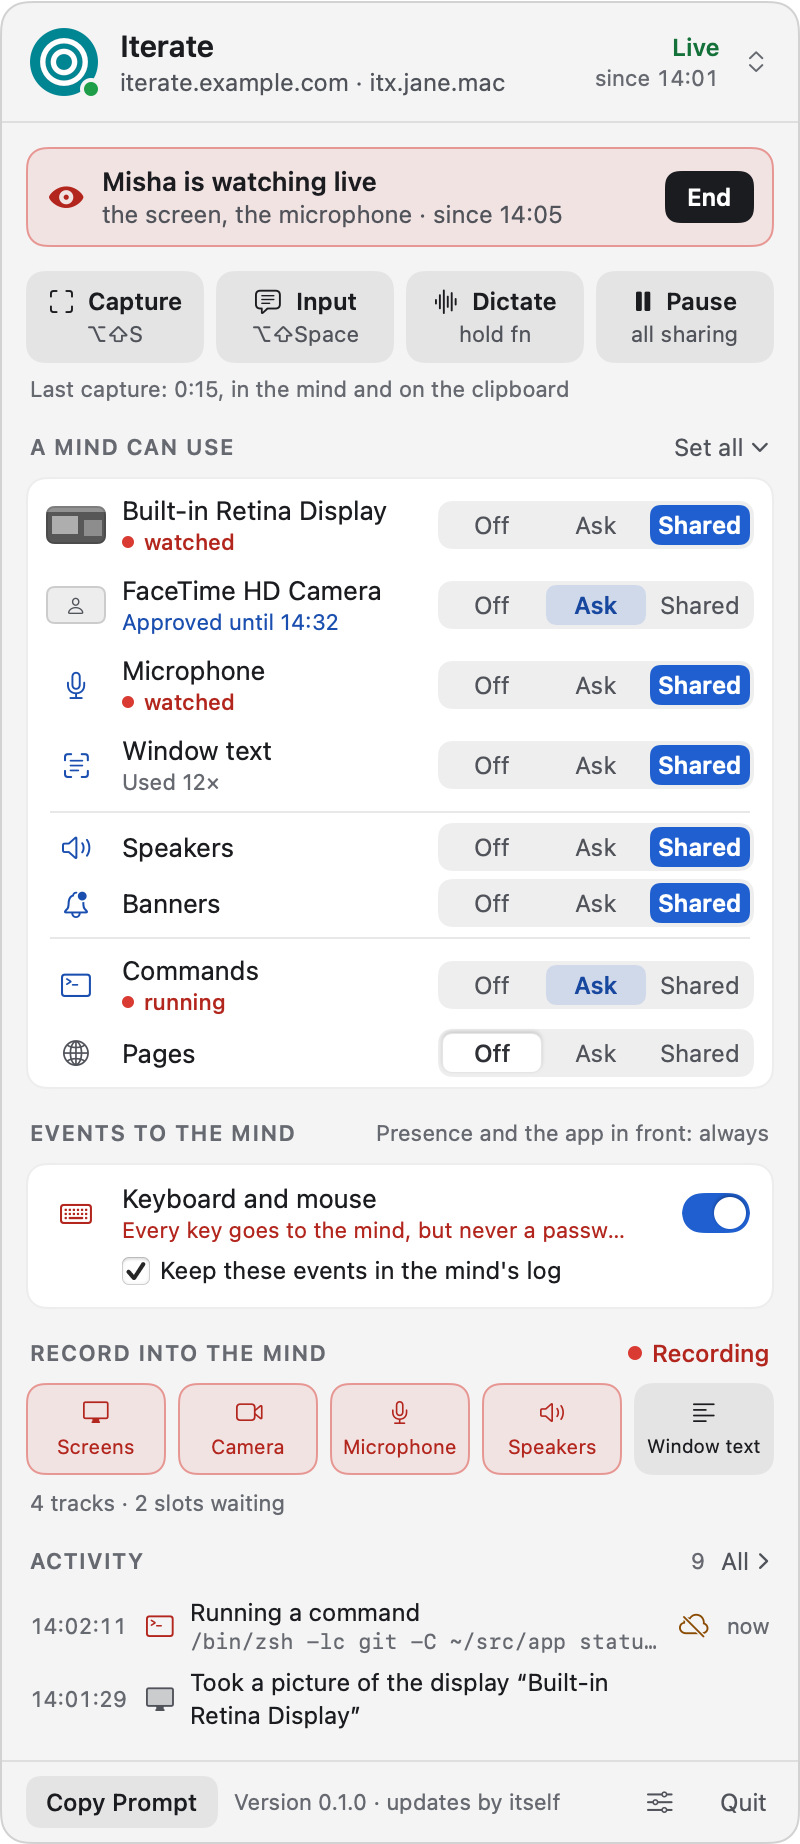 Iterate
iterate.example.com · itx.jane.mac
Live
since 14:01
Misha is watching live
the screen, the microphone · since 14:05
End
Capture
⌥⇧S
Input
⌥⇧Space
Dictate
hold fn
Pause
all sharing
Last capture: 0:15, in the mind and on the clipboard
A MIND CAN USE
Set all
Built-in Retina Display
watched
Off Ask Shared
FaceTime HD Camera
Approved until 14:32
Off Ask Shared
Microphone
watched
Off Ask Shared
Window text
Used 12×
Off Ask Shared
Speakers
Off Ask Shared
Banners
Off Ask Shared
Commands
running
Off Ask Shared
Pages
Off Ask Shared
EVENTS TO THE MIND
Presence and the app in front: always
Keyboard and mouse
Every key goes to the mind, but never a passw…
Keep these events in the mind's log
RECORD INTO THE MIND
Recording
Screens
Camera
Microphone
Speakers
Window text
4 tracks · 2 slots waiting
ACTIVITY
9 All
14:02:11
Running a command
/bin/zsh -lc git -C ~/src/app statu…
now
14:01:29
Took a picture of the display “Built-in
Retina Display”
Copy Prompt
Version 0.1.0 · updates by itself
Quit